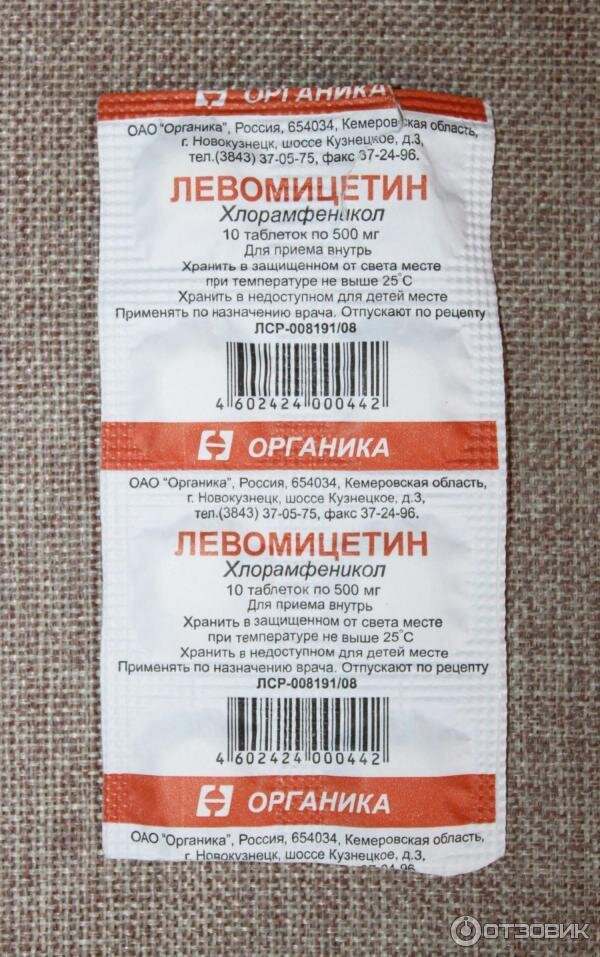 ОРГАНИКА
ОАО "Органика", Россия, 654034, Кемеровская область,
г. Новокузнецк, шоссе Кузнецкое, д.3,
тел.(3843) 37-05-75, факс 37-24-96.
ЛЕВОМИЦЕТИН
Хлорамфеникол
10 таблеток по 500 мг
Для приема внутрь
Хранить в защищенном от света месте
при температуре не выше 25°С
Хранить в недоступном для детей месте
Применять по назначению врача. Отпускают по рецепту
ЛСР-008191/08
4 602424 000442
ОРГАНИКА
ОАО "Органика", Россия, 654034, Кемеровская область,
г. Новокузнецк, шоссе Кузнецкое, д.3,
тел.(3843) 37-05-75, факс 37-24-96.
ЛЕВОМИЦЕТИН
Хлорамфеникол
10 таблеток по 500 мг
Для приема внутрь
Хранить в защищенном от света месте
при температуре не выше 25°С
Хранить в недоступном для детей месте
Применять по назначению врача. Отпускают по рецепту
ЛСР-008191/08
4 602424 000442
ОРГАНИКА
ОАО "Органика", Россия, 654034, Кемеровская область,
г. Новокузнецк, шоссе Кузнецкое, д.3,
ОТЗОВИК